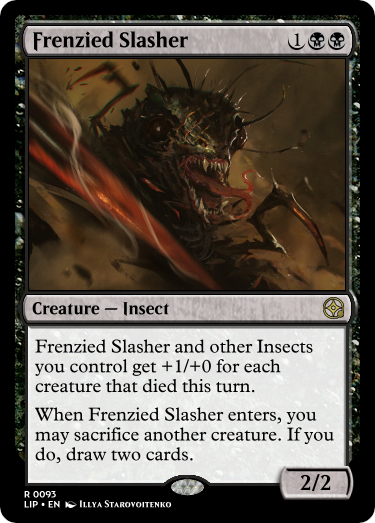 Frenzied Slasher 1
Creature — Insect
Frenzied Slasher and other Insects
you control get +1/+0 for each
creature that died this turn.
When Frenzied Slasher enters, you
may sacrifice another creature. If you
do, draw two cards.
2/2
R 0093
LIP • EN Illya Starovoitenko